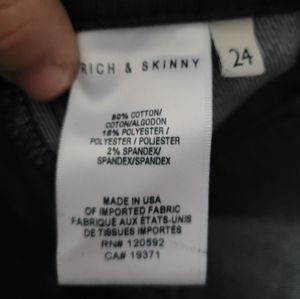 RICH & SKINNY
24
80% COTTON/
COTON/ALGODON
18% POLYESTER /
POLYESTER / POLIESTER
2% SPANDEX/
SPANDEX/SPANDEX
MADE IN USA
OF IMPORTED FABRIC
FABRIQUE AUX ÉTATS-UNIS
DE TISSUES IMPORTÉS
RN# 120592
CA# 19371